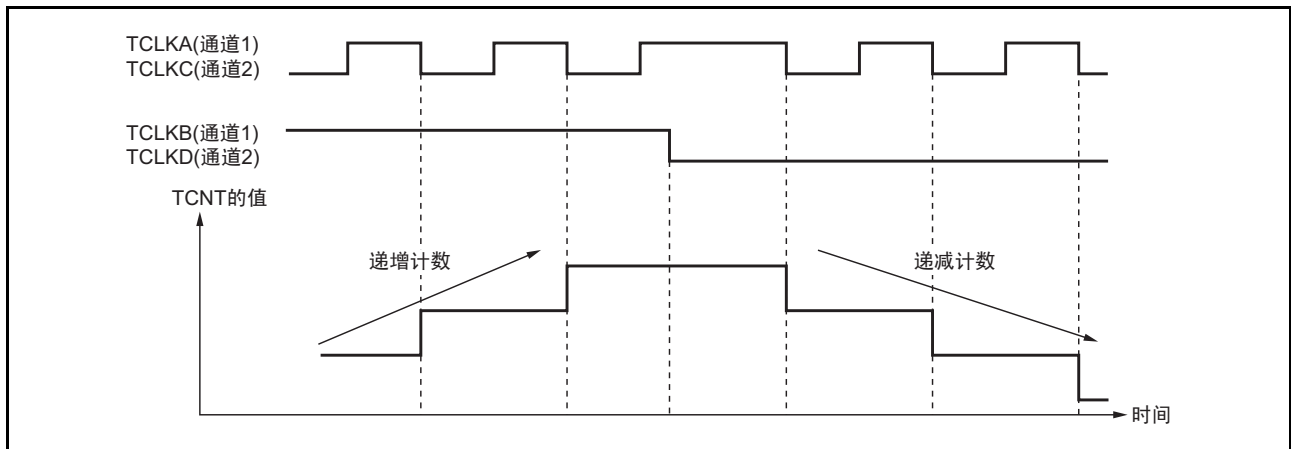 TCLKA(通道1)
TCLKC(通道2)
TCLKB(通道1)
TCLKD(通道2)
TCNT的值
递增计数
递减计数
时间